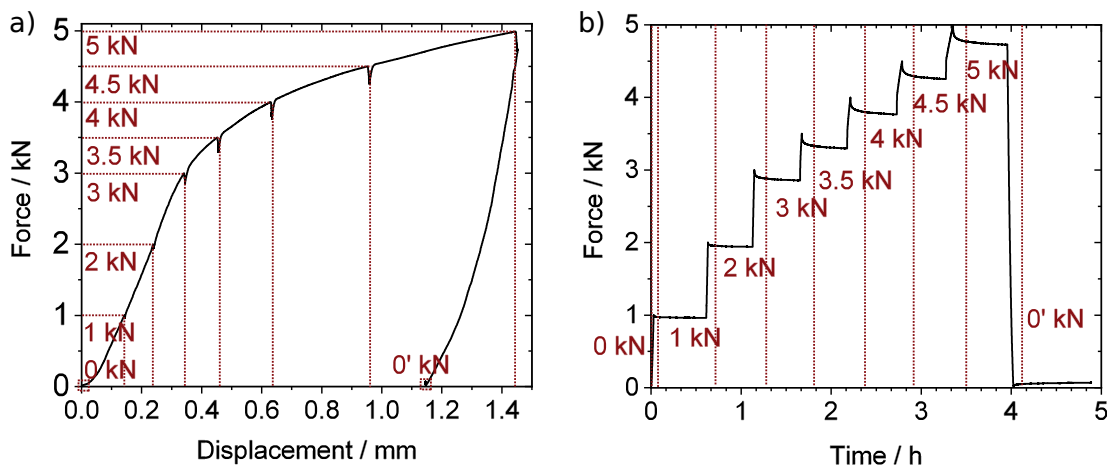 a)
5
4
3
2
1
0
Force / kN
5 kN
4.5 kN
4 kN
3.5 kN
3 kN
2 kN
1 kN
0 kN
0' kN
0.0 0.2 0.4 0.6 0.8 1.0 1.2 1.4
Displacement / mm
b)
5
4
3
2
1
0
Force / kN
5 kN
4.5 kN
4 kN
3.5 kN
3 kN
2 kN
0 kN 1 kN
0' kN
0 1 2 3 4 5
Time / h